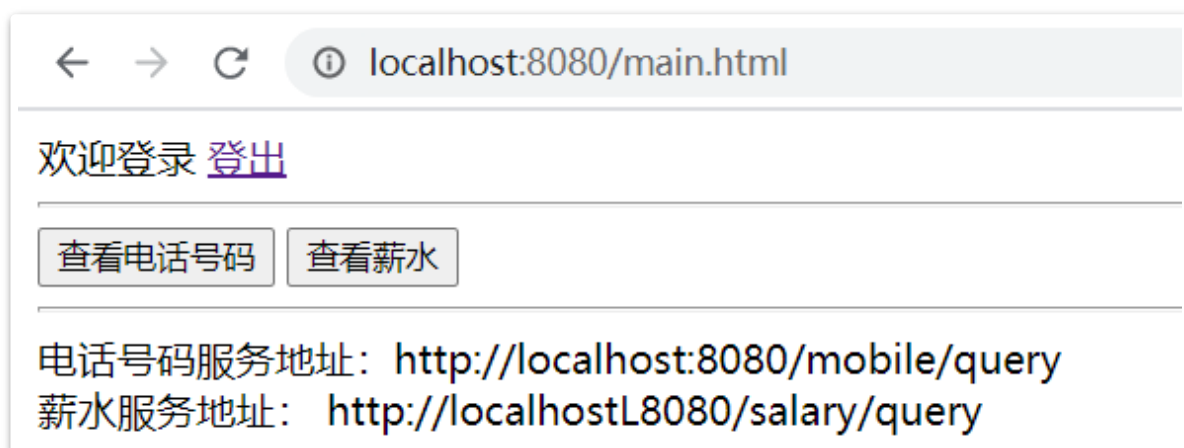 localhost:8080/main.html
欢迎登录 登出
查看电话号码 查看薪水
电话号码服务地址：http://localhost:8080/mobile/query
薪水服务地址： http://localhostL8080/salary/query